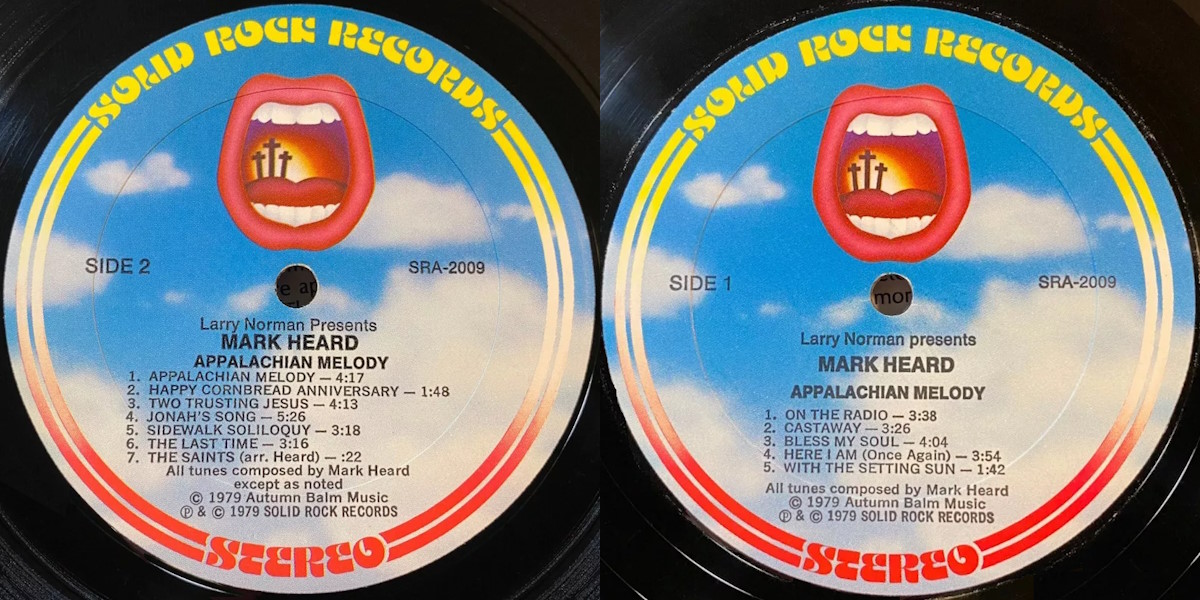 SOLID ROCK RECORDS
SIDE 2
SRA-2009
Larry Norman Presents
MARK HEARD
APPALACHIAN MELODY
1. APPALACHIAN MELODY — 4:17
2. HAPPY CORNBREAD ANNIVERSARY — 1:48
3. TWO TRUSTING JESUS — 4:13
4. JONAH'S SONG — 5:26
5. SIDEWALK SOLILOQUY — 3:18
6. THE LAST TIME — 3:16
7. THE SAINTS (arr. Heard) — :22
All tunes composed by Mark Heard
except as noted
© 1979 Autumn Balm Music
℗ & © 1979 SOLID ROCK RECORDS
STEREO
SOLID ROCK RECORDS
SIDE 1
SRA-2009
mor
Larry Norman presents
MARK HEARD
APPALACHIAN MELODY
1. ON THE RADIO — 3:38
2. CASTAWAY — 3:26
3. BLESS MY SOUL — 4:04
4. HERE I AM (Once Again) — 3:54
5. WITH THE SETTING SUN — 1:42
All tunes composed by Mark Heard
© 1979 Autumn Balm Music
℗ & © 1979 SOLID ROCK RECORDS
STEREO